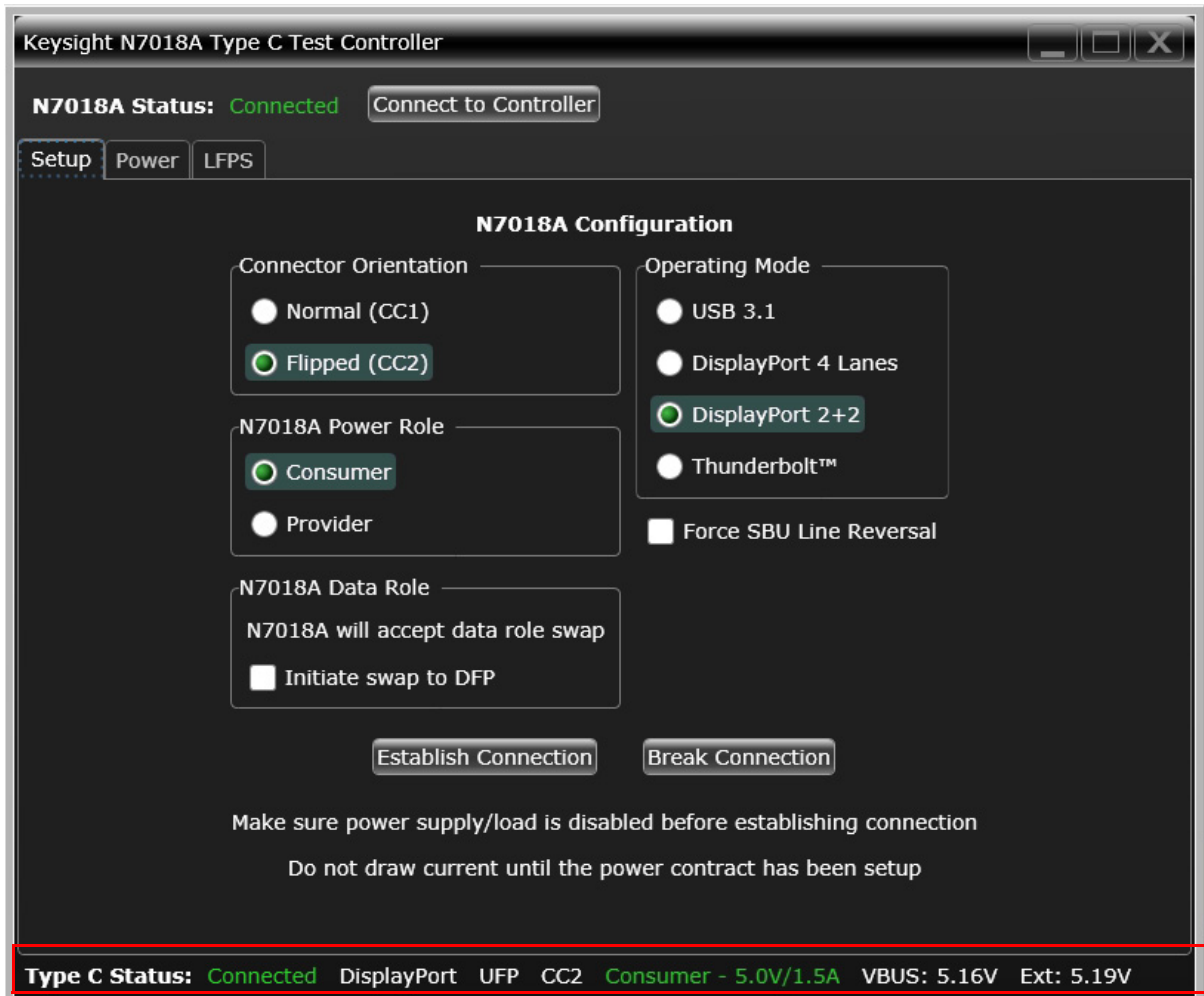 Keysight N7018A Type C Test Controller
N7018A Status: Connected Connect to Controller
Setup Power LFPS
N7018A Configuration
Connector Orientation
Normal (CC1)
Flipped (CC2)
N7018A Power Role
Consumer
Provider
N7018A Data Role
N7018A will accept data role swap
Initiate swap to DFP
Operating Mode
USB 3.1
DisplayPort 4 Lanes
DisplayPort 2+2
Thunderbolt™
Force SBU Line Reversal
Establish Connection Break Connection
Make sure power supply/load is disabled before establishing connection
Do not draw current until the power contract has been setup
Type C Status: Connected DisplayPort UFP CC2 Consumer - 5.0V/1.5A VBUS: 5.16V Ext: 5.19V